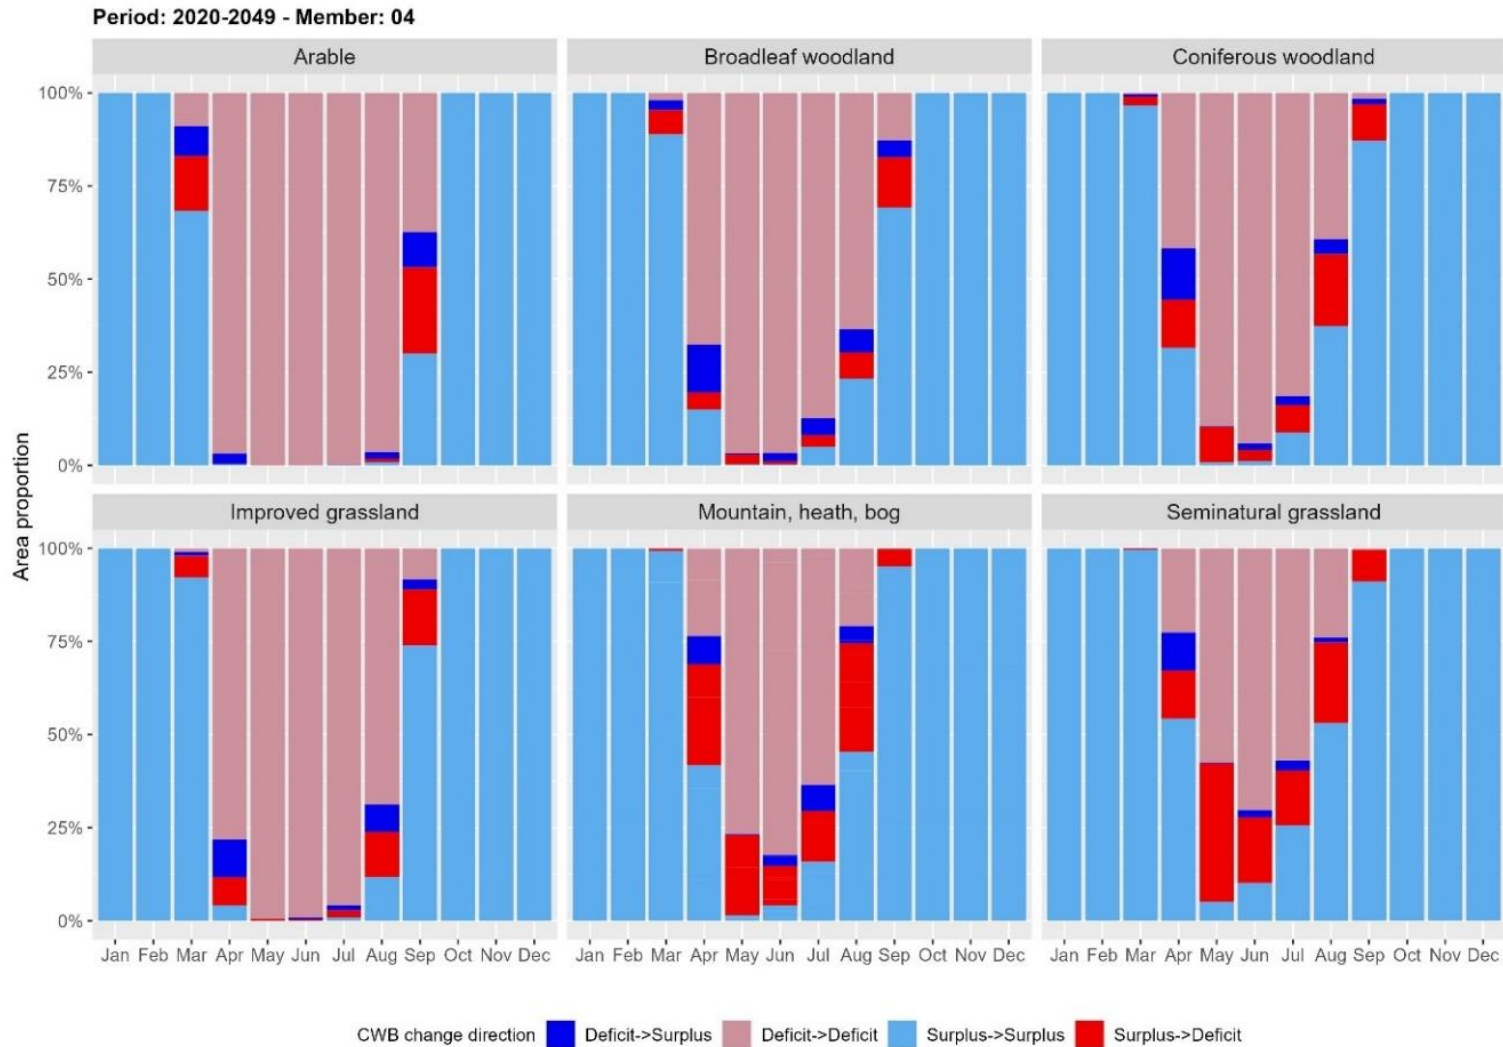 Period: 2020-2049 - Member: 04
Arable
Broadleaf woodland
Coniferous woodland
100%
75%
50%
25%
0%
Improved grassland
Mountain, heath, bog
Seminatural grassland
100%
75%
50%
25%
0%
Area proportion
Jan Feb Mar Apr May Jun Jul Aug Sep Oct Nov Dec
Jan Feb Mar Apr May Jun Jul Aug Sep Oct Nov Dec
Jan Feb Mar Apr May Jun Jul Aug Sep Oct Nov Dec
CWB change direction Deficit->Surplus Deficit->Deficit Surplus->Surplus Surplus->Deficit